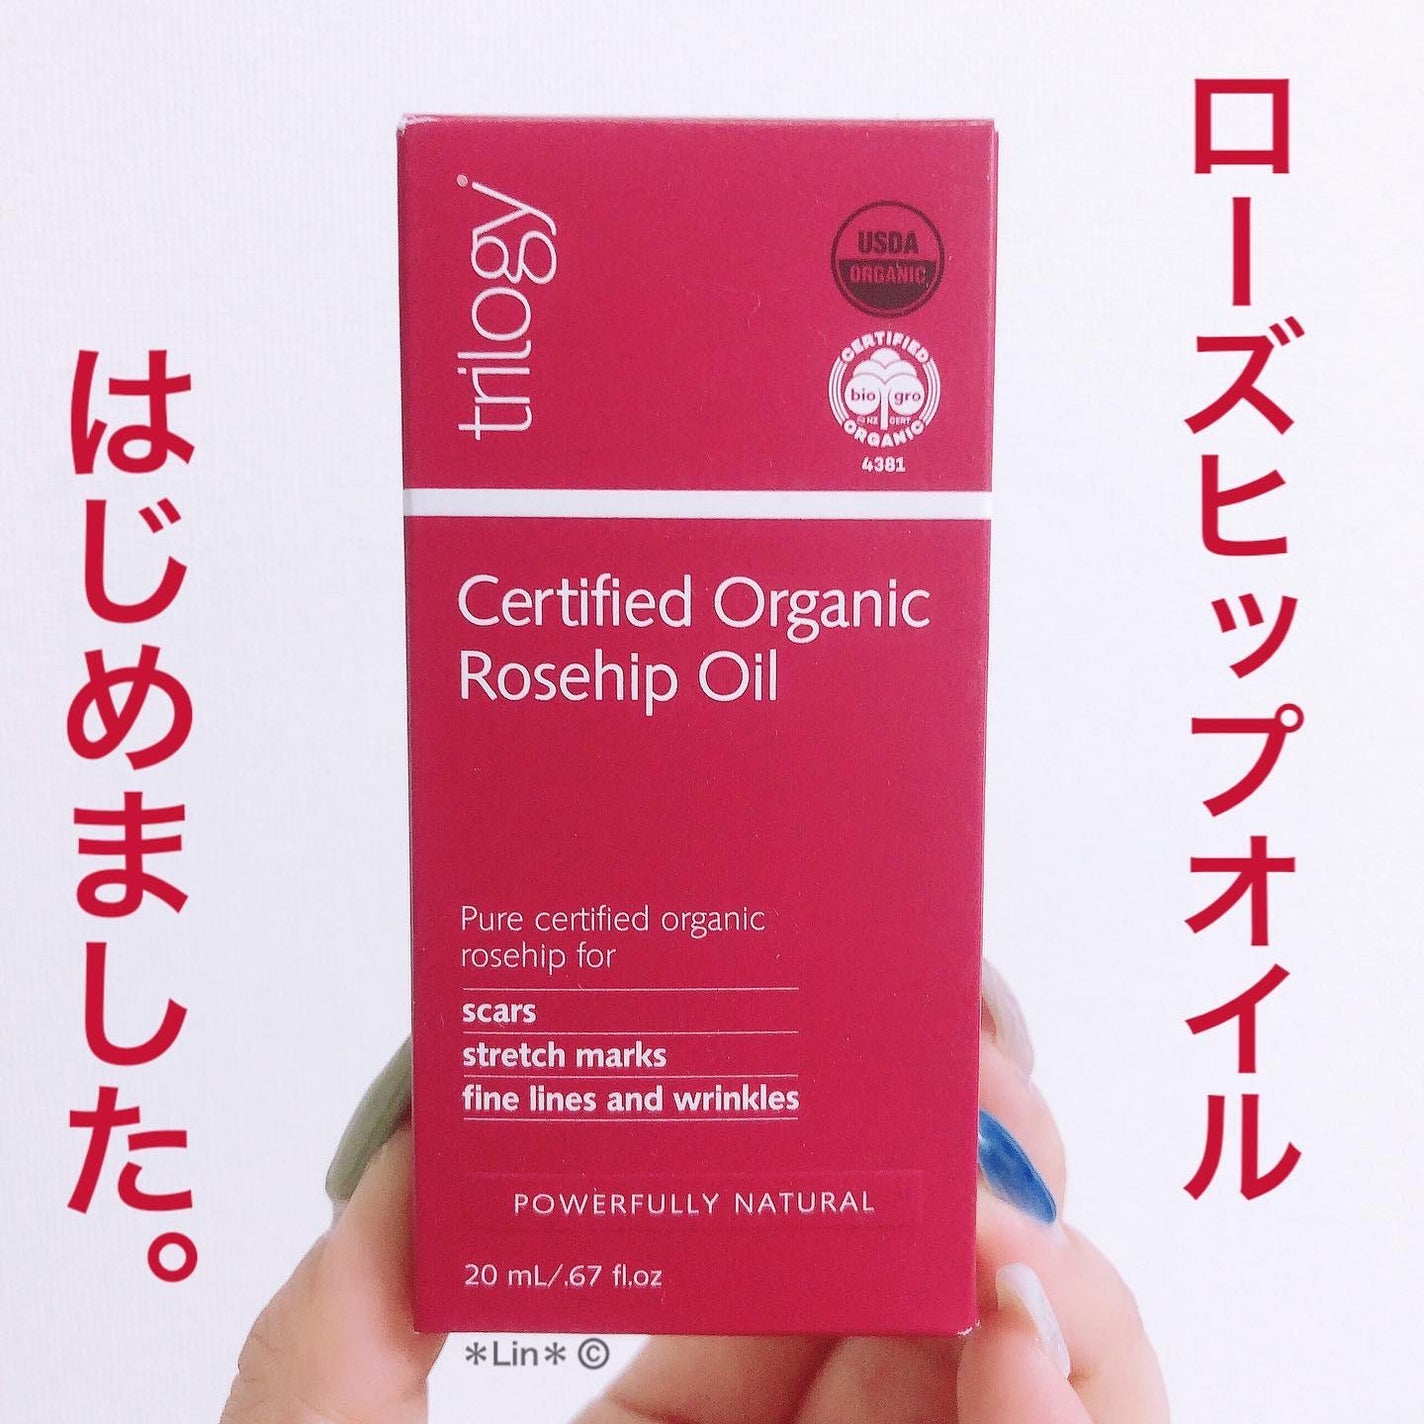 ローズヒップオイル
はじめました。
trilogy
USDA
ORGANIC
CERTIFIED
bio gro
NZ CERT
ORGANIC
4381
Certified Organic
Rosehip Oil
Pure certified organic
rosehip for
scars
stretch marks
fine lines and wrinkles
POWERFULLY NATURAL
20 mL/.67 fl.oz
*Lin* ©